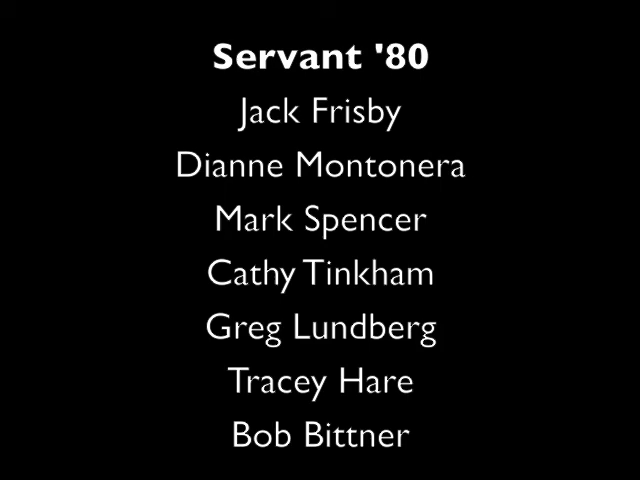 Servant '80
Jack Frisby
Dianne Montonera
Mark Spencer
Cathy Tinkham
Greg Lundberg
Tracey Hare
Bob Bittner